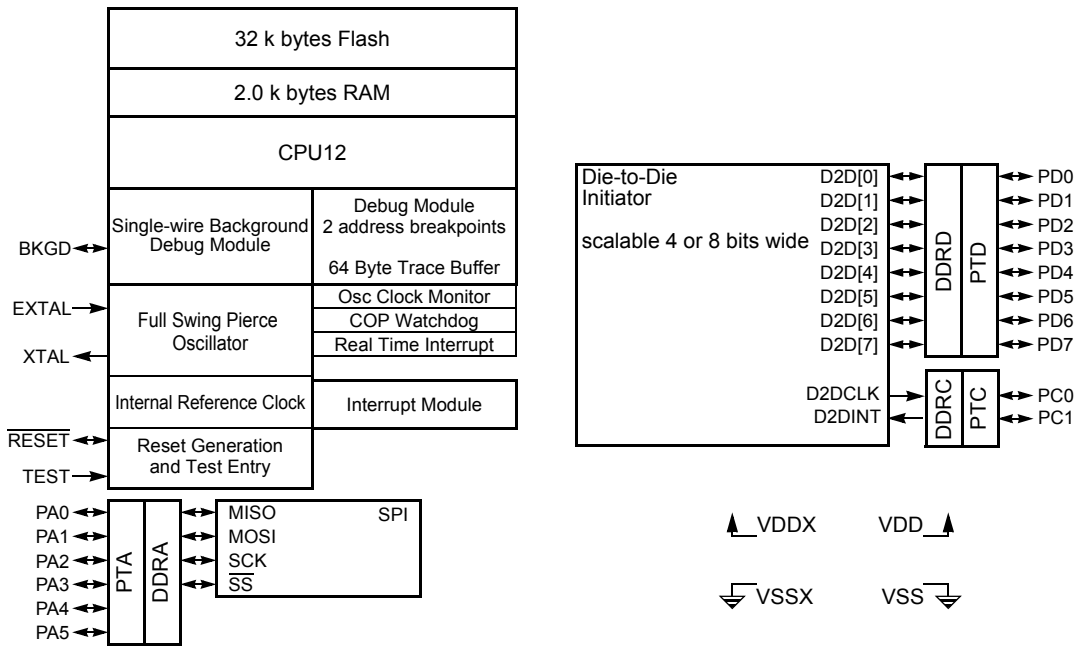 32 k bytes Flash
2.0 k bytes RAM
CPU12
Single-wire Background
Debug Module
Debug Module
2 address breakpoints
64 Byte Trace Buffer
BKGD
EXTAL
XTAL
Full Swing Pierce
Oscillator
Osc Clock Monitor
COP Watchdog
Real Time Interrupt
Internal Reference Clock
Interrupt Module
RESET
TEST
Reset Generation
and Test Entry
PA0
PA1
PA2
PA3
PA4
PA5
PTA
DDRA
MISO
MOSI
SCK
SS
SPI
Die-to-Die
Initiator
scalable 4 or 8 bits wide
D2D[0]
D2D[1]
D2D[2]
D2D[3]
D2D[4]
D2D[5]
D2D[6]
D2D[7]
DDRD
PTD
PD0
PD1
PD2
PD3
PD4
PD5
PD6
PD7
D2DCLK
D2DINT
DDRC
PTC
PC0
PC1
VDDX
VDD
VSSX
VSS